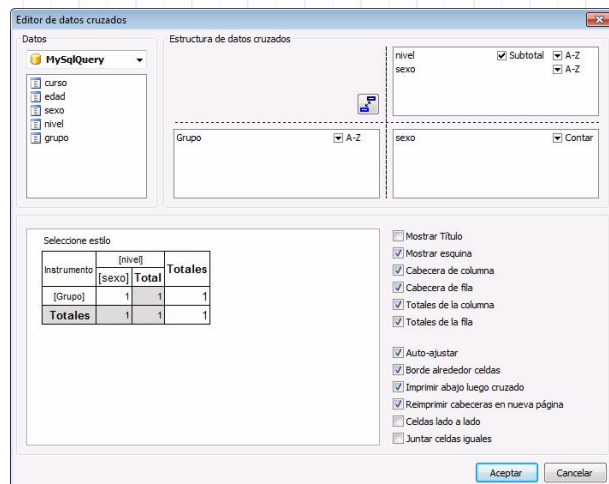 Editor de datos cruzados
Datos
MySqlQuery
curso
edad
sexo
nivel
grupo
Estructura de datos cruzados
nivel Subtotal A-Z
sexo A-Z
Grupo A-Z
sexo Contar
Seleccione estilo
Instrumento [nivel] Totales
[sexo] Total
[Grupo] 1 1 1
Totales 1 1 1
Mostrar Título
Mostrar esquina
Cabecera de columna
Cabecera de fila
Totales de la columna
Totales de la fila
Auto-ajustar
Borde alrededor celdas
Imprimir abajo luego cruzado
Reimprimir cabeceras en nueva página
Celdas lado a lado
Juntar celdas iguales
Aceptar Cancelar